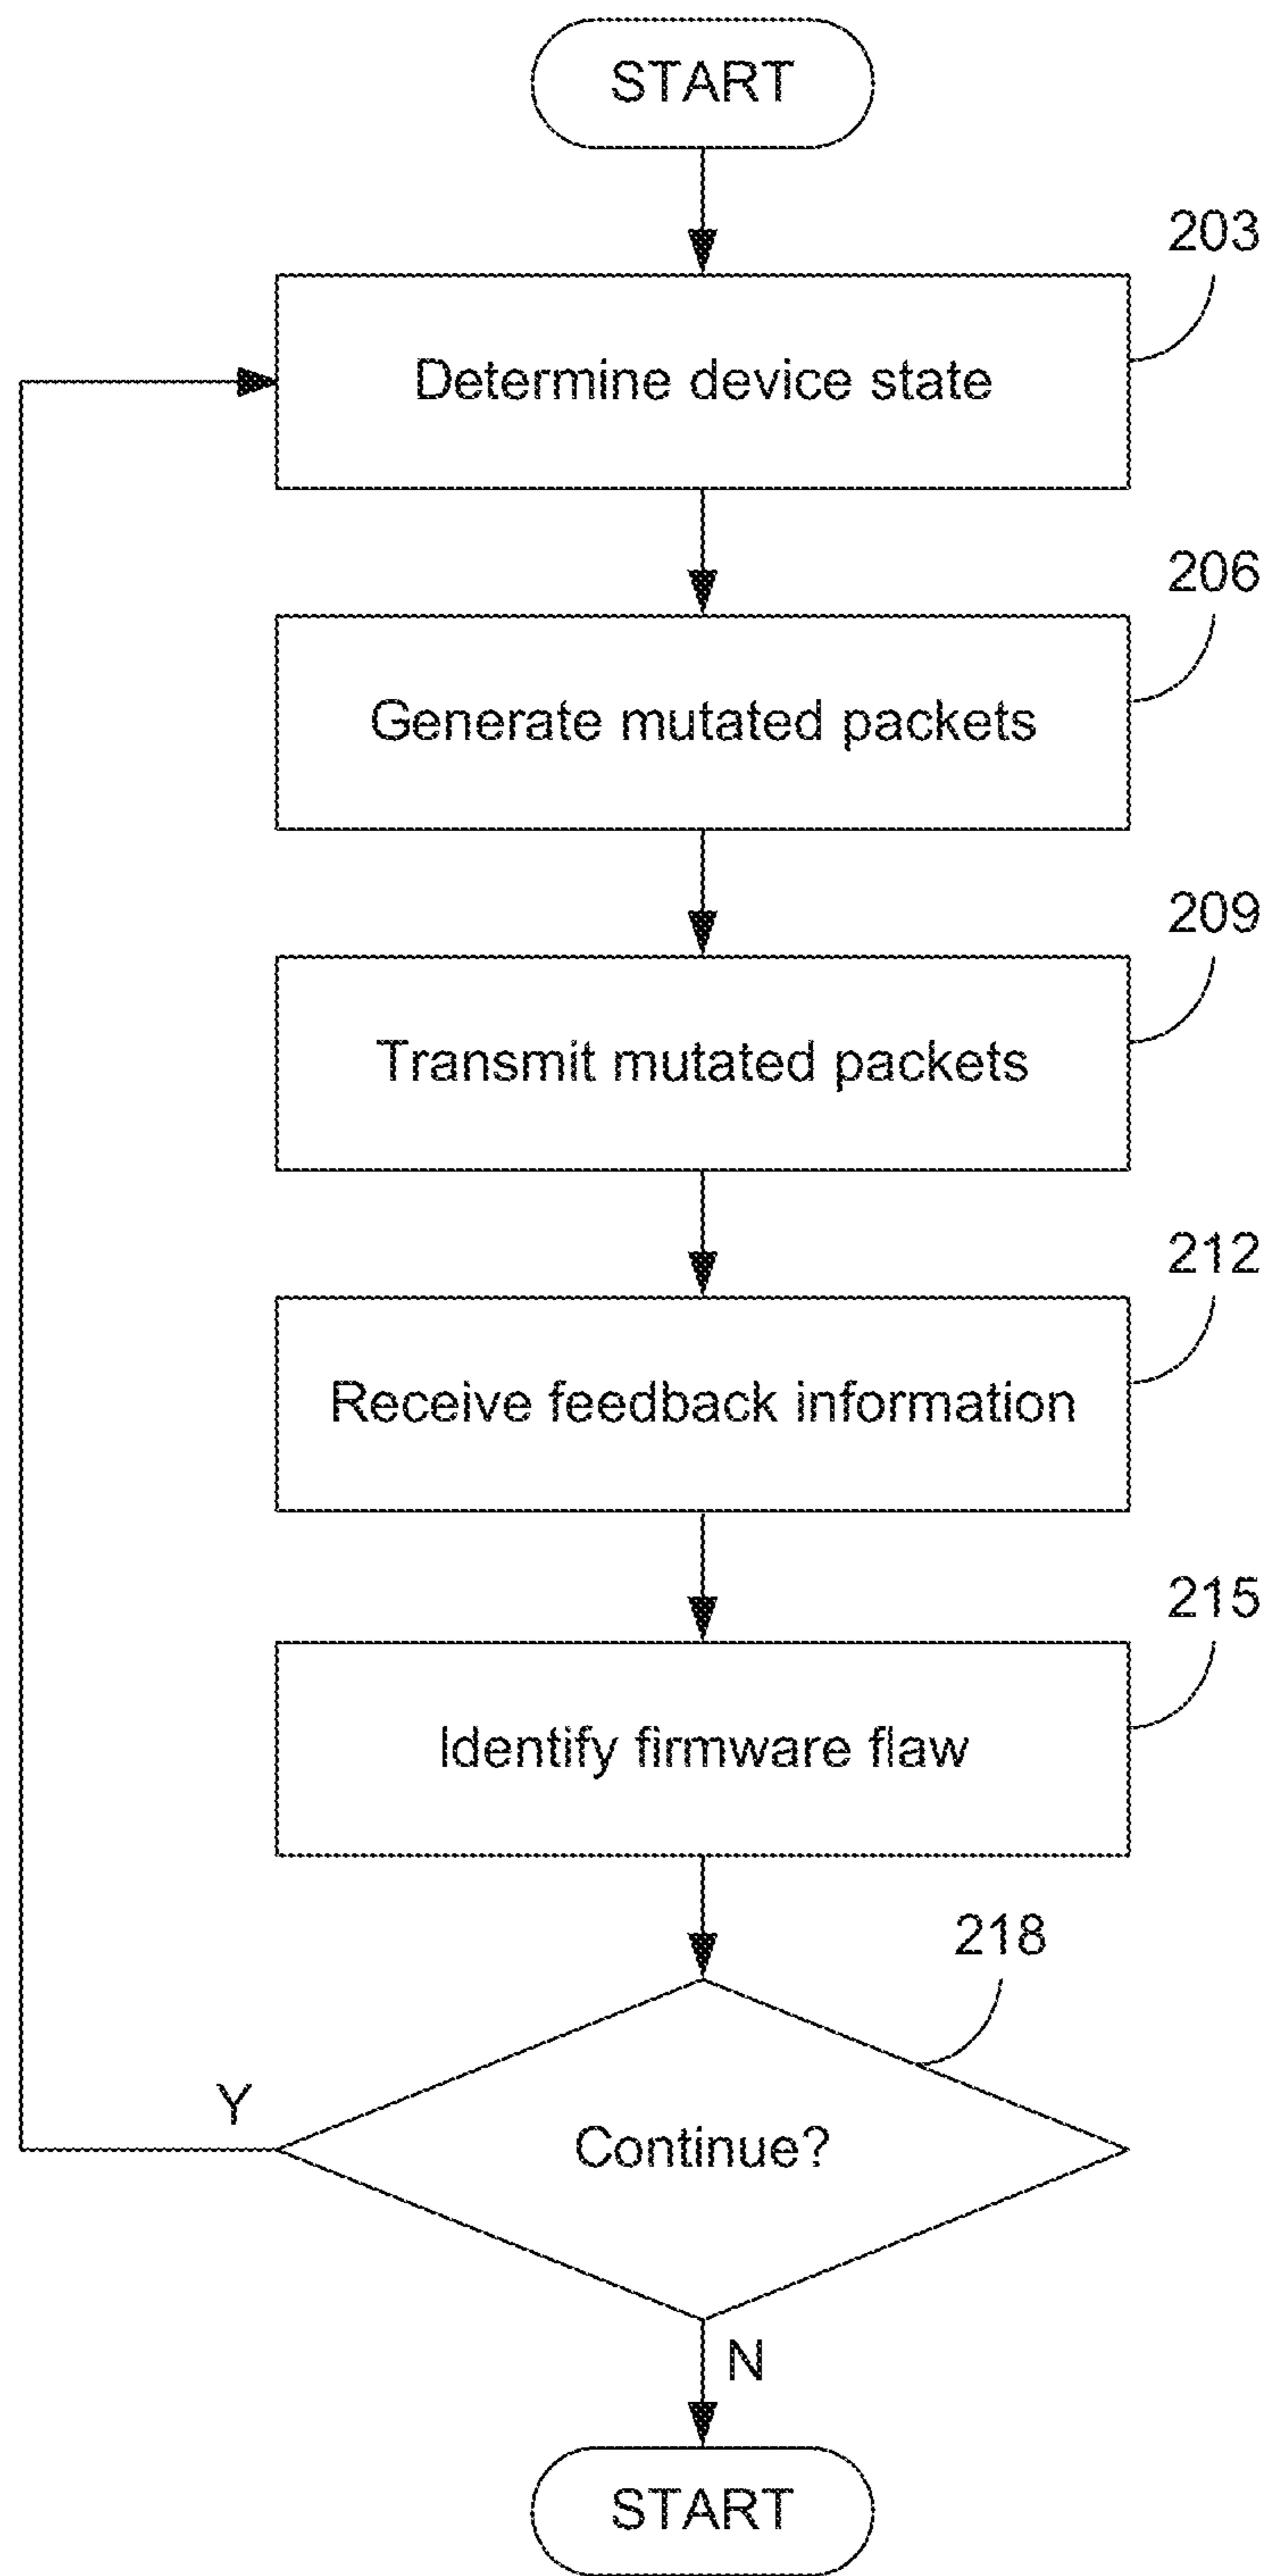 START
203
Determine device state
206
Generate mutated packets
209
Transmit mutated packets
212
Receive feedback information
215
Identify firmware flaw
218
Y
Continue?
N
START